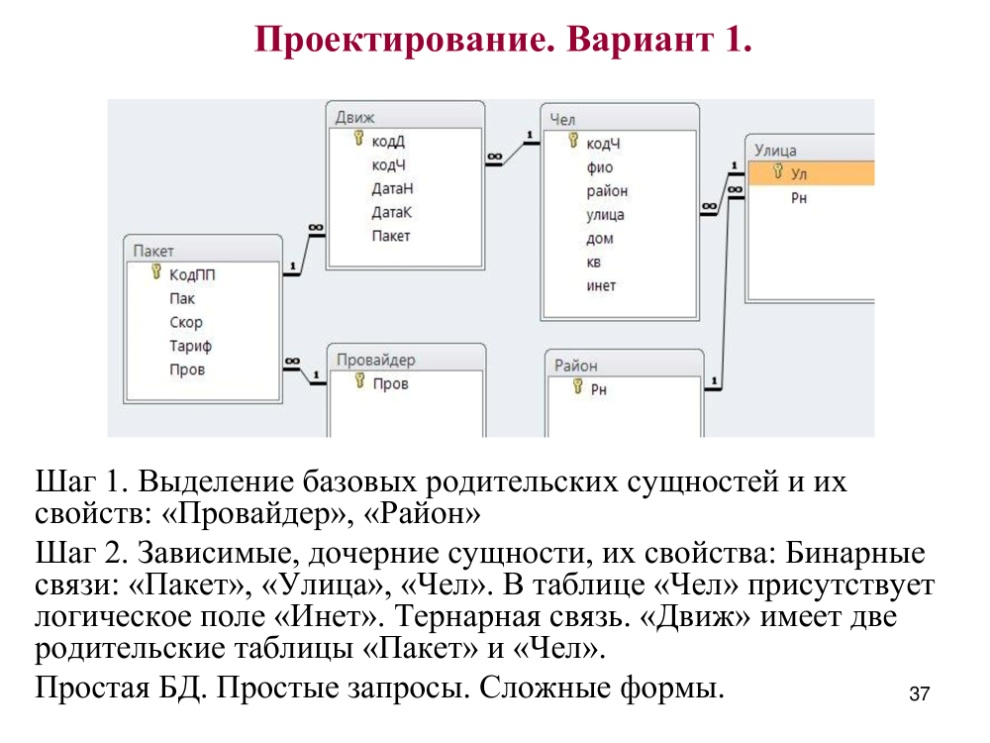 Проектирование. Вариант 1.
Движ
кодД
кодЧ
ДатаН
ДатаК
Пакет
Чел
кодЧ
фио
район
улица
дом
кв
инет
Улица
Ул
Рн
Пакет
КодПП
Пак
Скор
Тариф
Пров
Провайдер
Пров
Район
Рн
1
∞
1
∞
∞
1
∞
1
∞
1
Шаг 1. Выделение базовых родительских сущностей и их
свойств: «Провайдер», «Район»
Шаг 2. Зависимые, дочерние сущности, их свойства: Бинарные
связи: «Пакет», «Улица», «Чел». В таблице «Чел» присутствует
логическое поле «Инет». Тернарная связь. «Движ» имеет две
родительские таблицы «Пакет» и «Чел».
Простая БД. Простые запросы. Сложные формы.
37